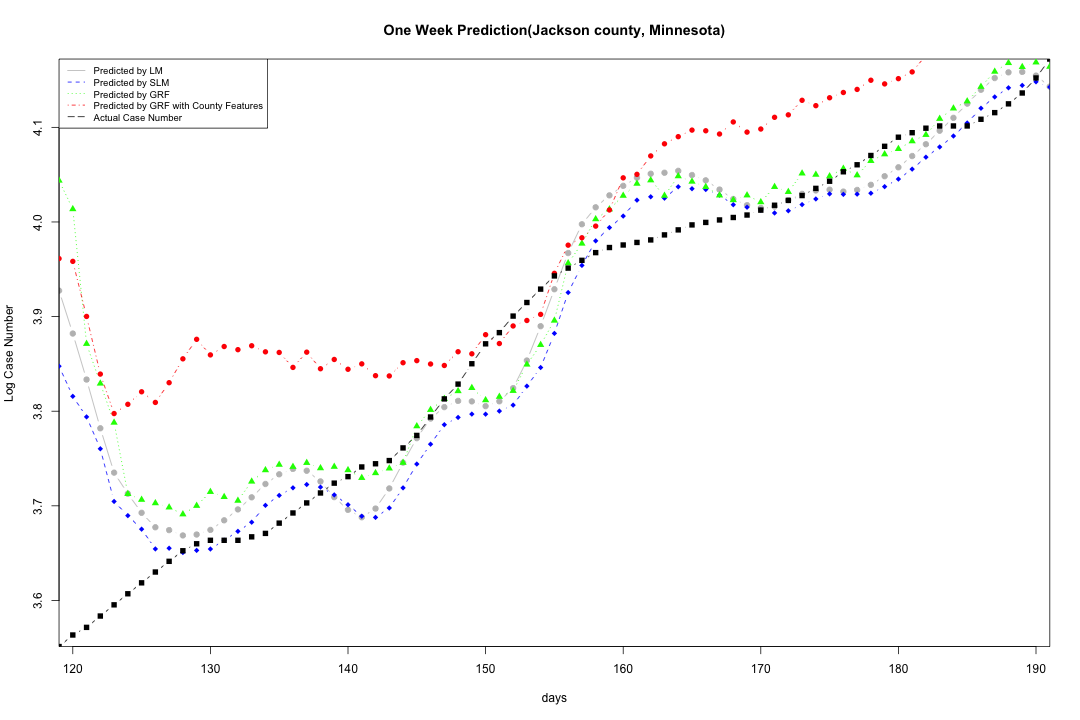 One Week Prediction(Jackson county, Minnesota)
Predicted by LM
Predicted by SLM
Predicted by GRF
Predicted by GRF with County Features
Actual Case Number
Log Case Number
4.1
4.0
3.9
3.8
3.7
3.6
120 130 140 150 160 170 180 190
days